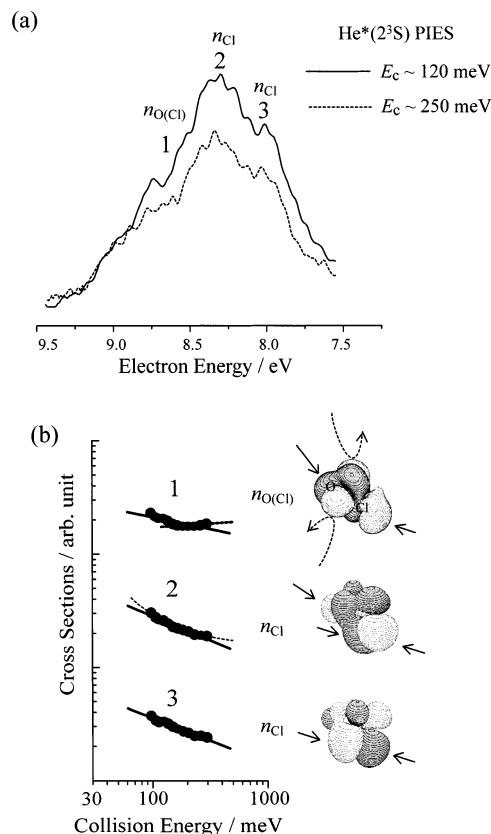 (a)
He*(2³S) PIES
E_c ~ 120 meV
E_c ~ 250 meV
n_Cl
2
n_Cl
3
n_O(Cl)
1
9.5 9.0 8.5 8.0 7.5
Electron Energy / eV
(b)
Cross Sections / arb. unit
1
n_O(Cl)
O
Cl
2
n_Cl
3
n_Cl
30 100 1000
Collision Energy / meV